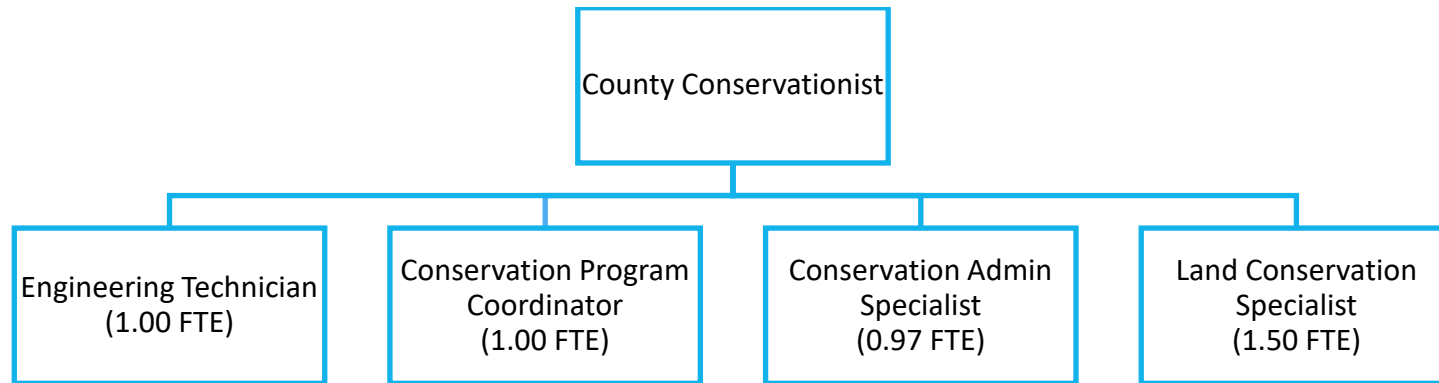 County Conservationist
Engineering Technician
(1.00 FTE)
Conservation Program
Coordinator
(1.00 FTE)
Conservation Admin
Specialist
(0.97 FTE)
Land Conservation
Specialist
(1.50 FTE)